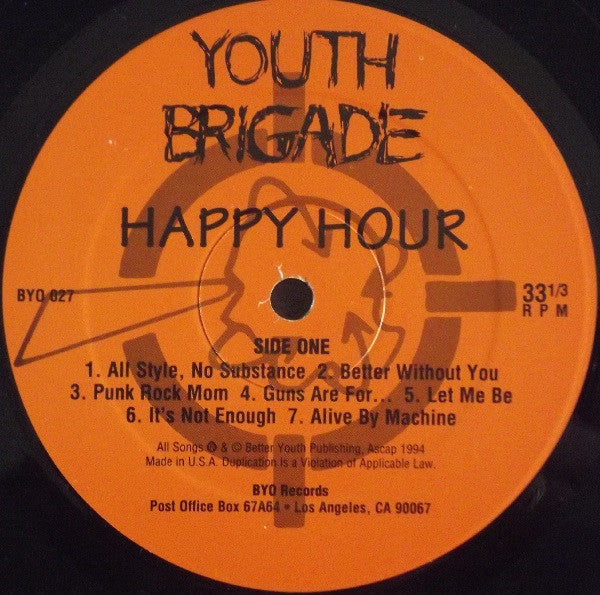 YOUTH
BRIGADE
HAPPY HOUR
BYO 027
33 1/3
RPM
SIDE ONE
1. All Style, No Substance 2. Better Without You
3. Punk Rock Mom 4. Guns Are For... 5. Let Me Be
6. It's Not Enough 7. Alive By Machine
All Songs ℗ & © Better Youth Publishing, Ascap 1994
Made in U.S.A. Duplication Is a Violation of Applicable Law.
BYO Records
Post Office Box 67A64 • Los Angeles, CA 90067